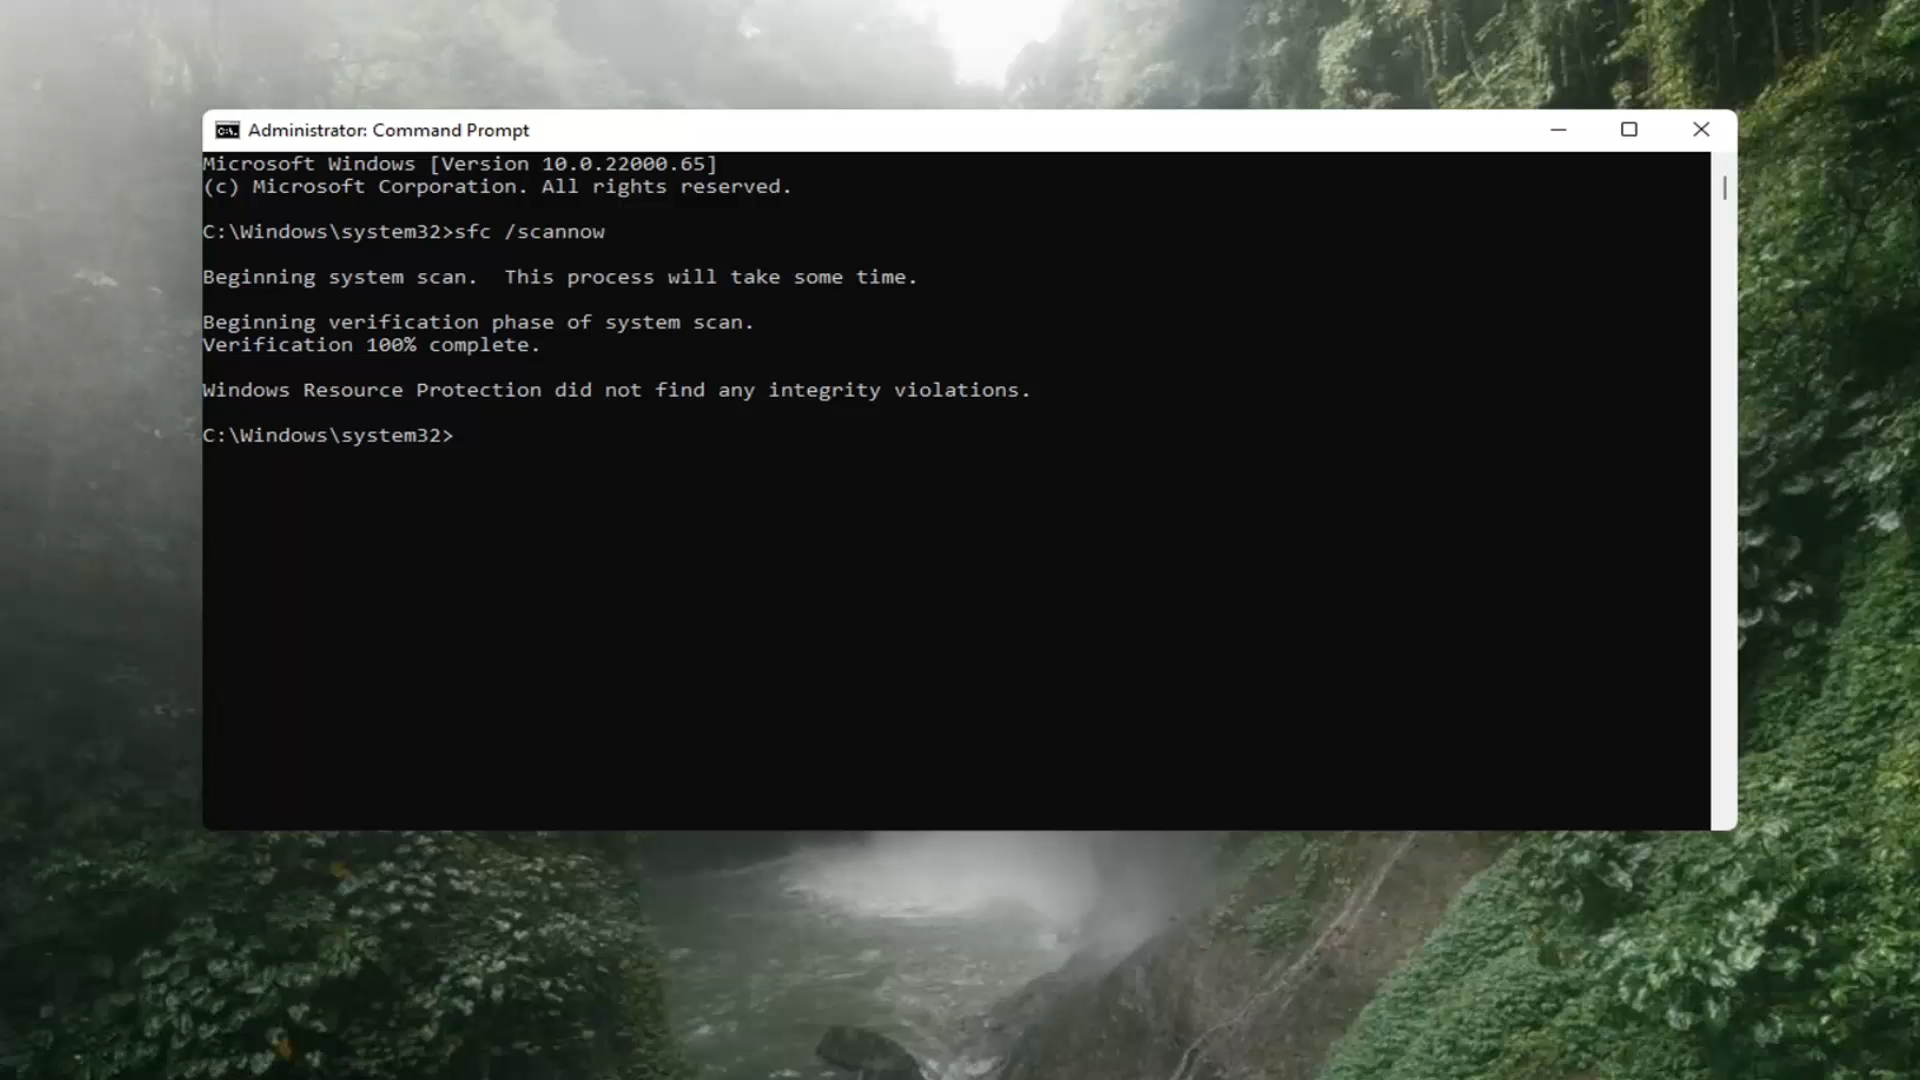 Administrator: Command Prompt
Microsoft Windows [Version 10.0.22000.65]
(c) Microsoft Corporation. All rights reserved.
C:\Windows\system32>sfc /scannow
Beginning system scan.  This process will take some time.
Beginning verification phase of system scan.
Verification 100% complete.
Windows Resource Protection did not find any integrity violations.
C:\Windows\system32>